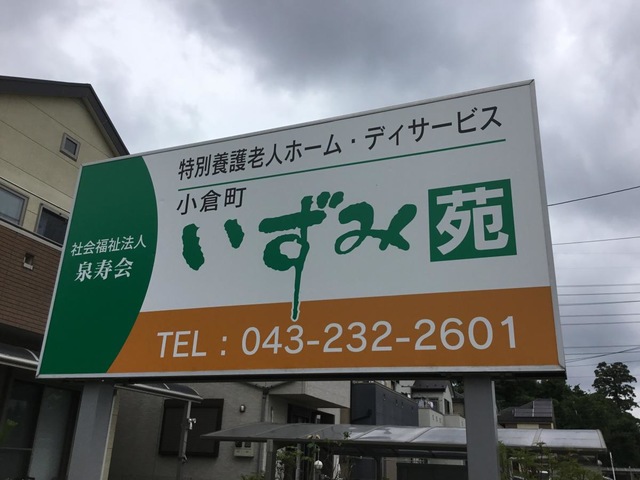 特別養護老人ホーム・ディサービス
小倉町
いずみ苑
社会福祉法人
泉寿会
TEL：043-232-2601